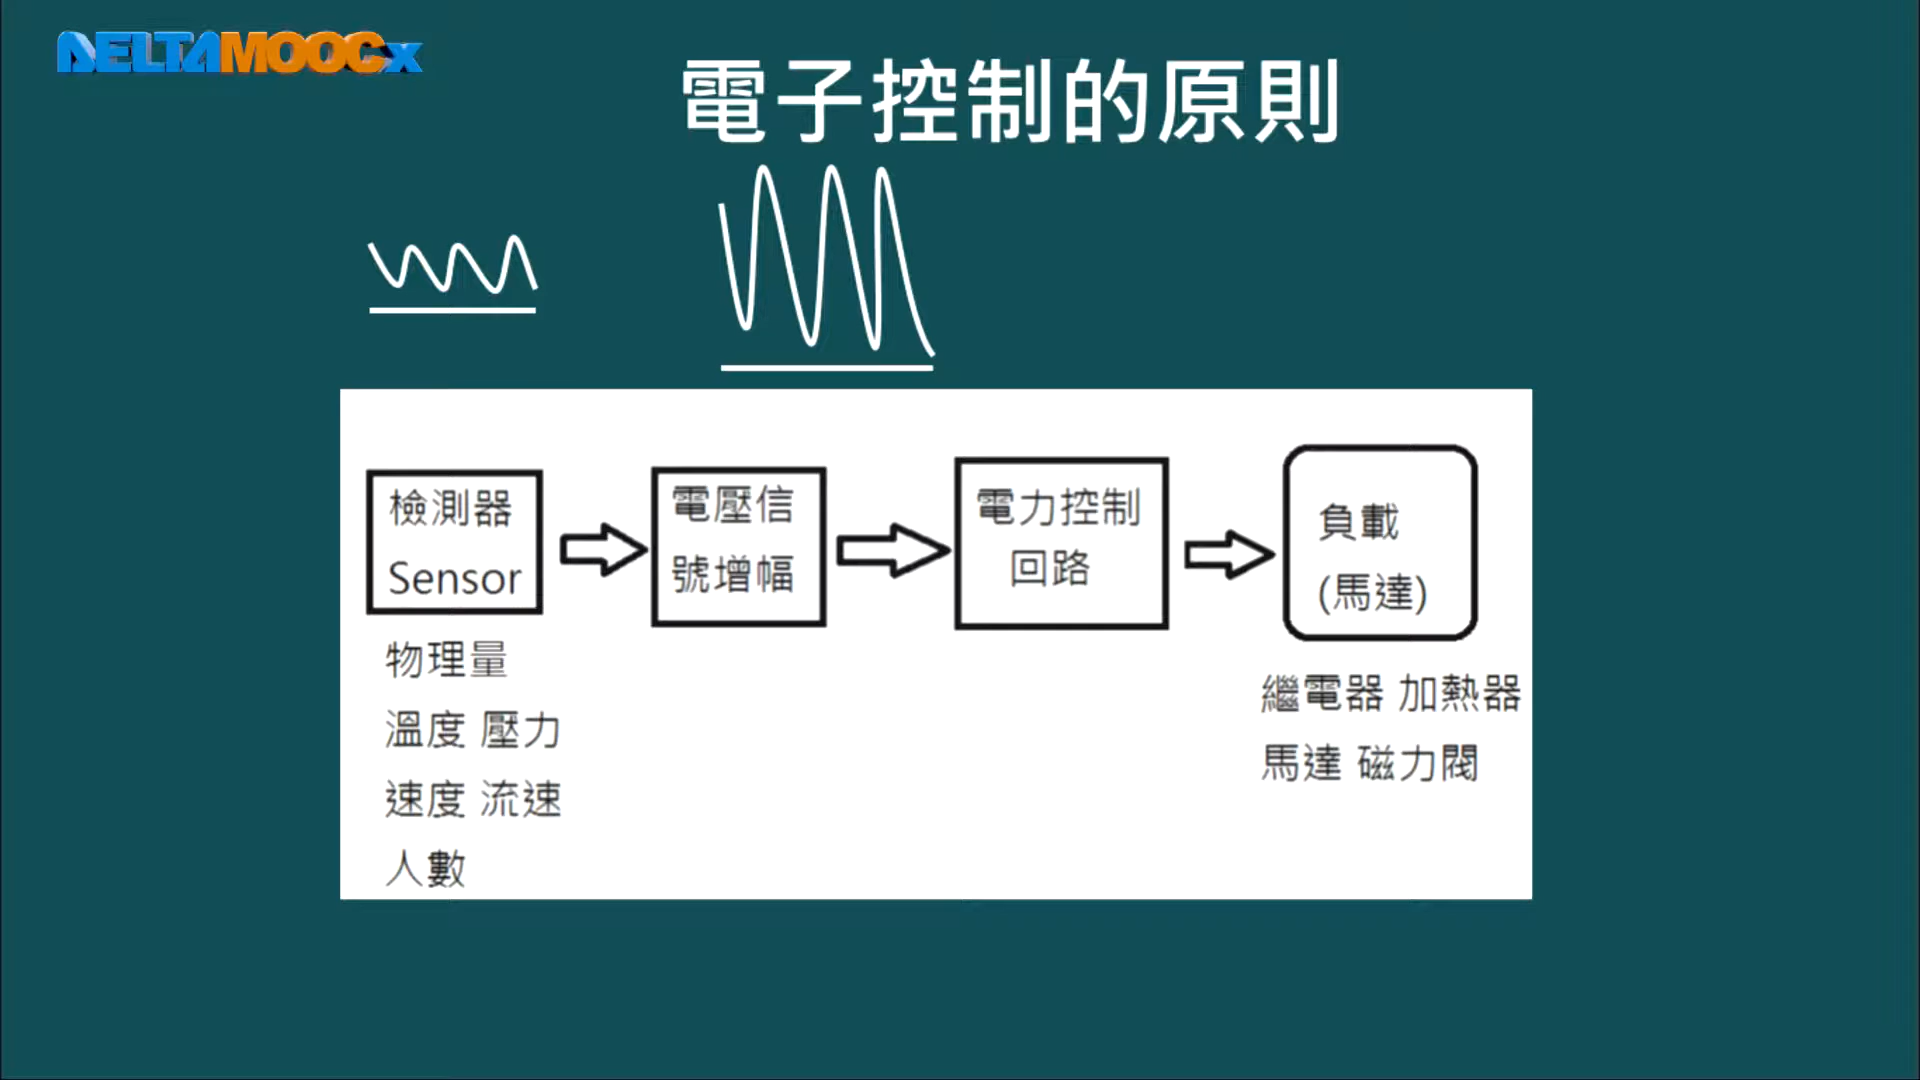 DELTAMOOCx
電子控制的原則
檢測器
Sensor
電壓信
號增幅
電力控制
回路
負載
(馬達)
物理量
溫度 壓力
速度 流速
人數
繼電器 加熱器
馬達 磁力閥